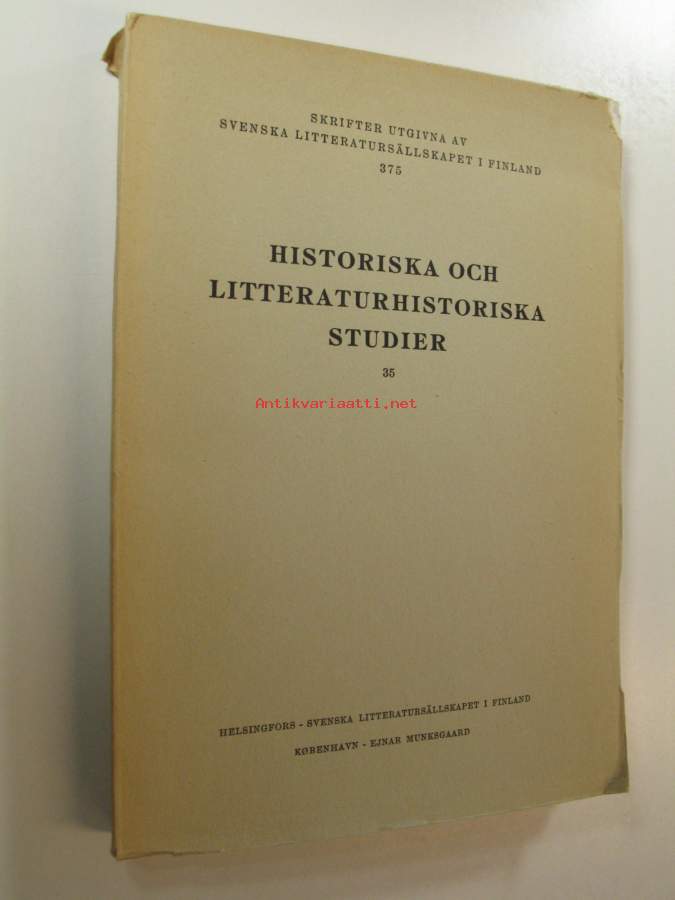 SKRIFTER UTGIVNA AV
SVENSKA LITTERATURSÄLLSKAPET I FINLAND
375
HISTORISKA OCH
LITTERATURHISTORISKA
STUDIER
35
Antikvariaatti.net
HELSINGFORS - SVENSKA LITTERATURSÄLLSKAPET I FINLAND
KØBENHAVN - EJNAR MUNKSGAARD